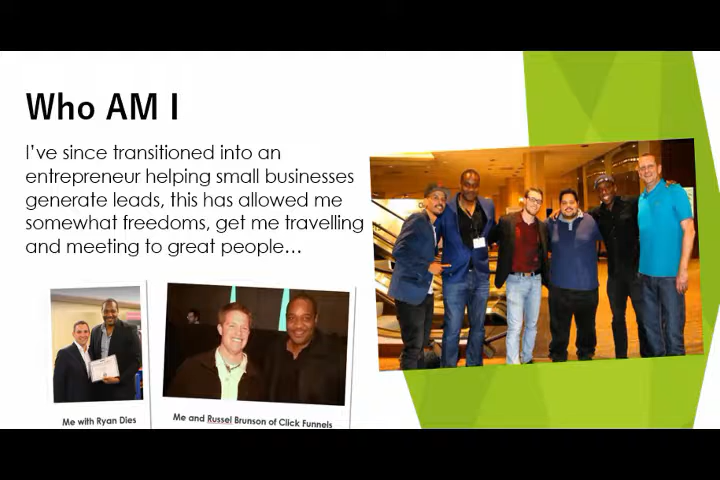 Who AM I
I've since transitioned into an
entrepreneur helping small businesses
generate leads, this has allowed me
somewhat freedoms, get me travelling
and meeting to great people...
Me with Ryan Dies
Me and Russel Brunson of Click Funnels